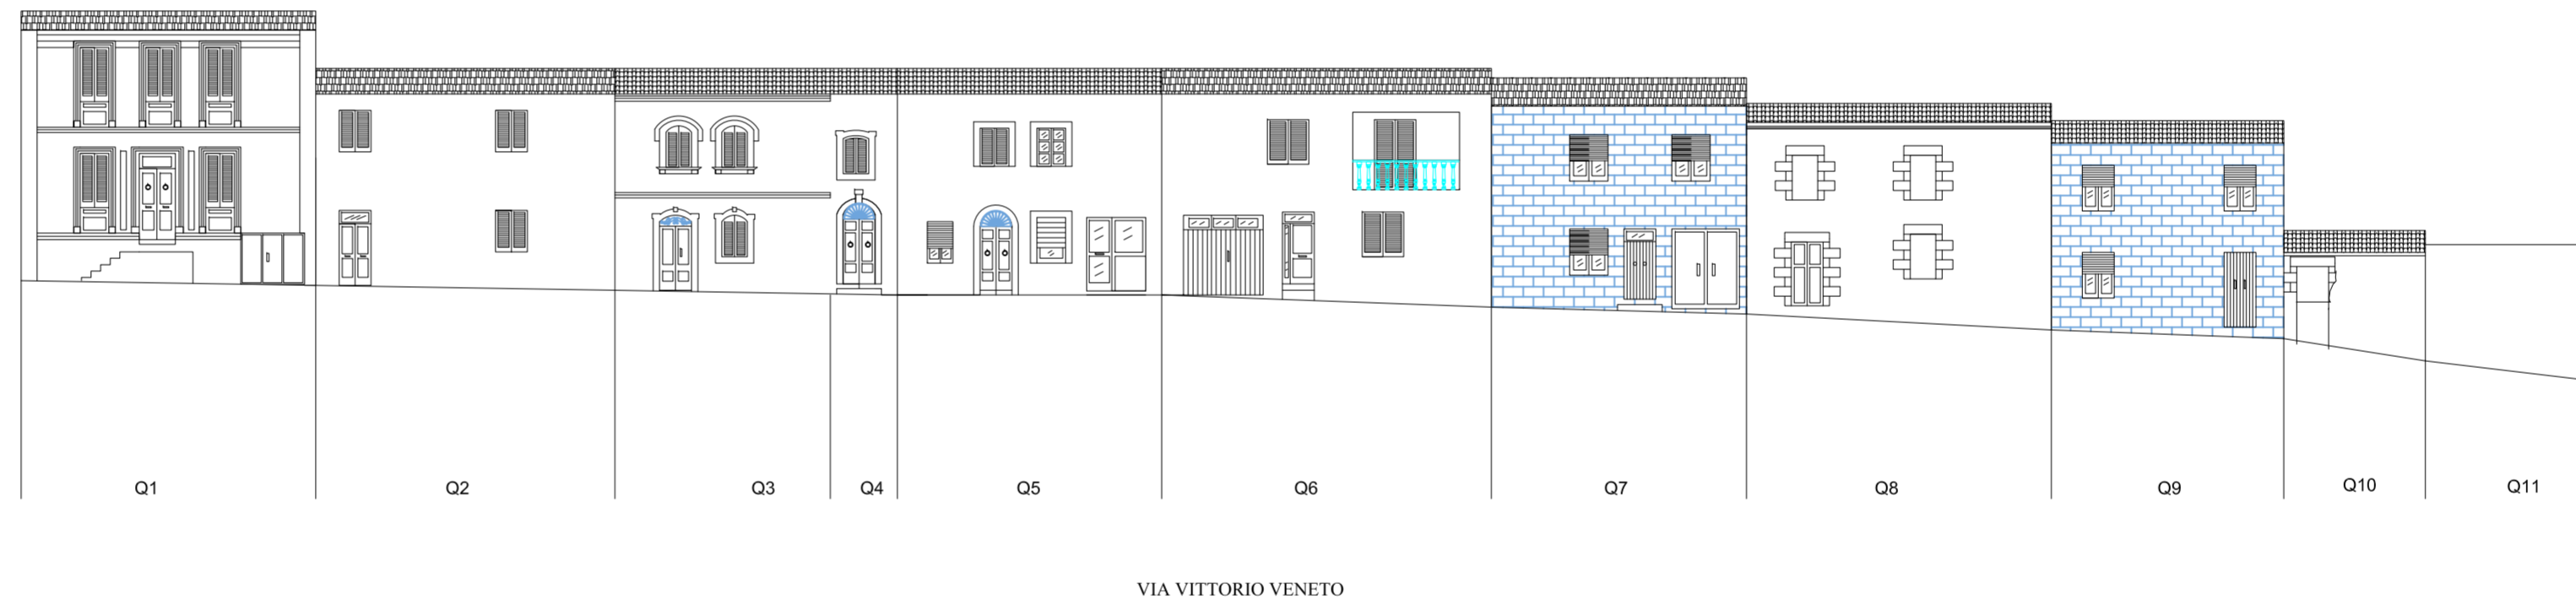 Q1 Q2 Q3 Q4 Q5 Q6 Q7 Q8 Q9 Q10 Q11
VIA VITTORIO VENETO